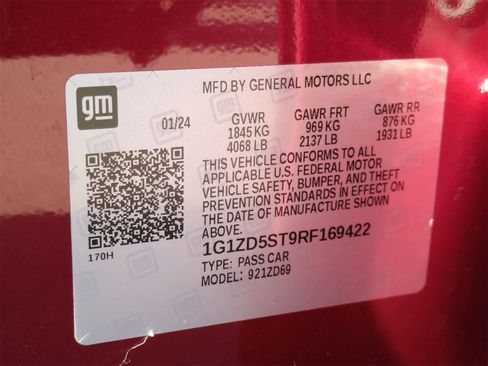 gm
MFD BY GENERAL MOTORS LLC
01/24
GVWR GAWR FRT GAWR RR
1845 KG 969 KG 876 KG
4068 LB 2137 LB 1931 LB
THIS VEHICLE CONFORMS TO ALL
APPLICABLE U.S. FEDERAL MOTOR
VEHICLE SAFETY, BUMPER, AND THEFT
PREVENTION STANDARDS IN EFFECT ON
THE DATE OF MANUFACTURE SHOWN
ABOVE.
170H
1G1ZD5ST9RF169422
TYPE: PASS CAR
MODEL: 921ZD69